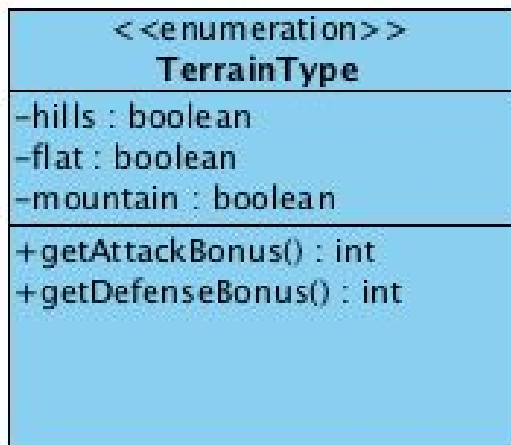 <<enumeration>>
TerrainType
-hills : boolean
-flat : boolean
-mountain : boolean
+getAttackBonus() : int
+getDefenseBonus() : int